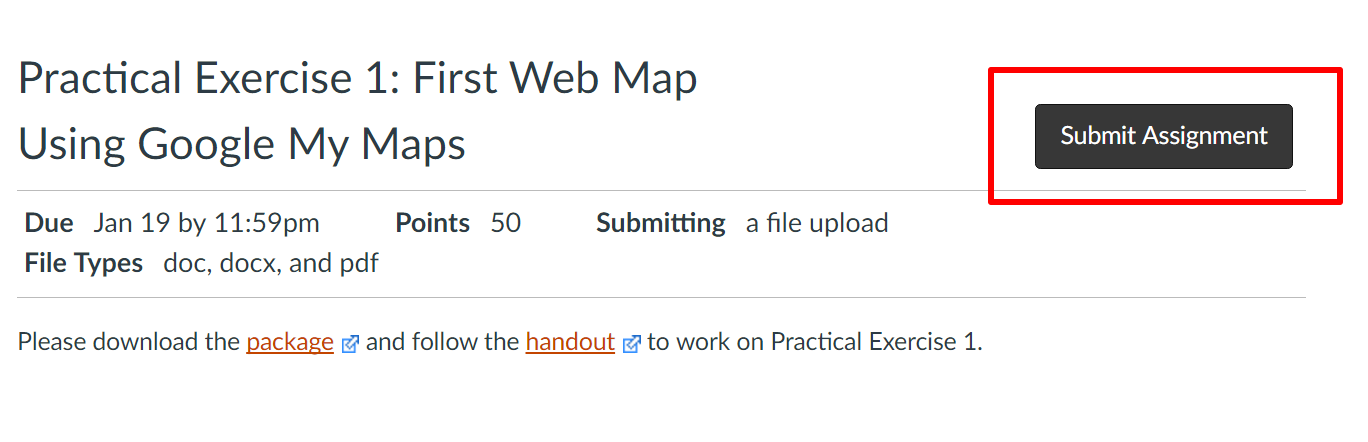 Practical Exercise 1: First Web Map
Using Google My Maps
Submit Assignment
Due Jan 19 by 11:59pm Points 50 Submitting a file upload
File Types doc, docx, and pdf
Please download the package and follow the handout to work on Practical Exercise 1.